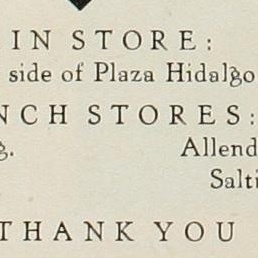 IN STORE:
side of Plaza Hidalgo
NCH STORES:
g. Allend
Salti
THANK YOU